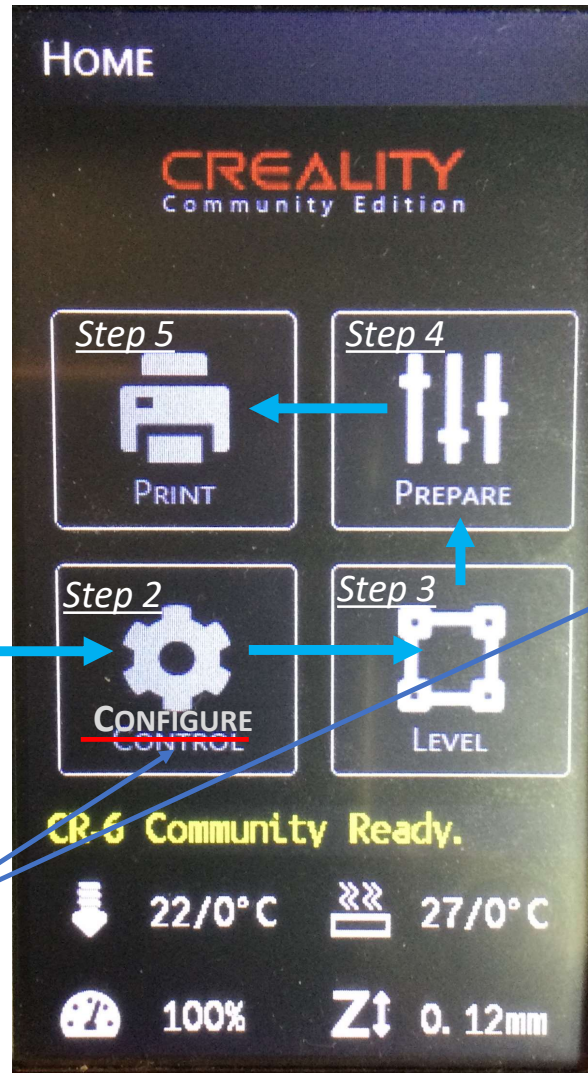 HOME
CREALITY
Community Edition
Step 5
Step 4
PRINT
PREPARE
Step 2
Step 3
CONFIGURE
CONTROL
LEVEL
CR-6 Community Ready.
22/0°C
27/0°C
100%
Z
0.12mm